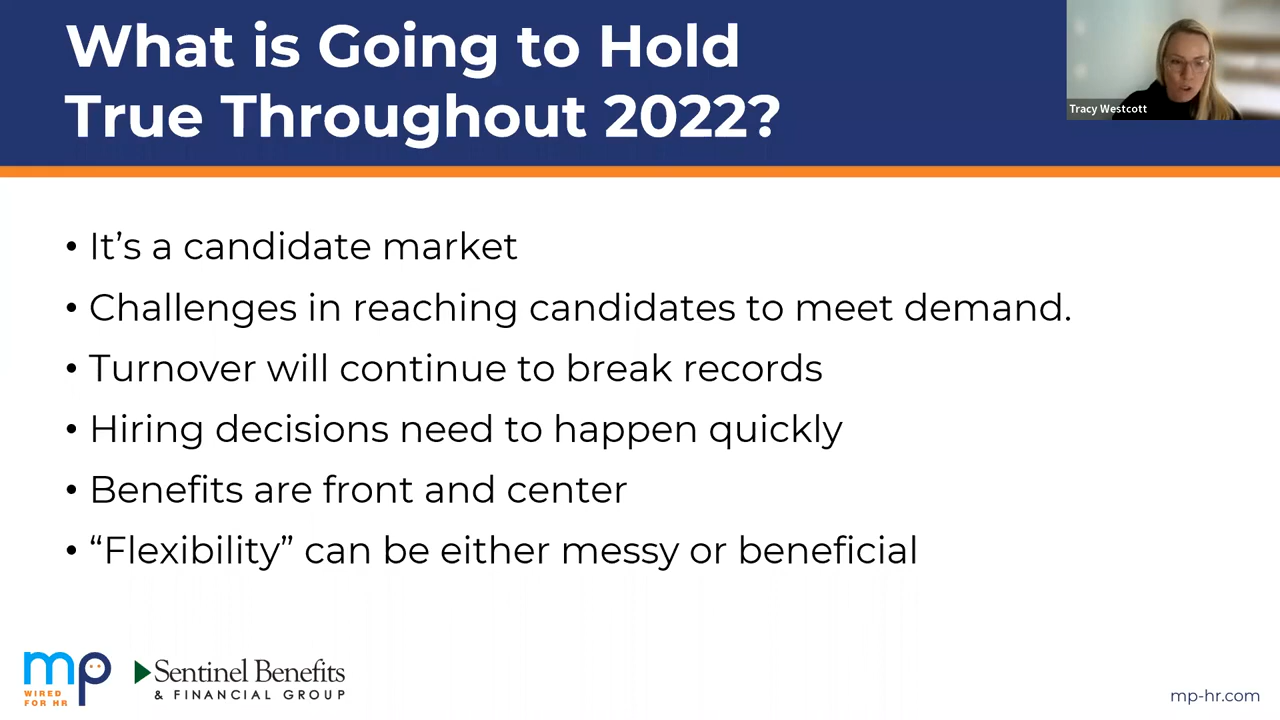 What is Going to Hold
True Throughout 2022?
Tracy Westcott
• It’s a candidate market
• Challenges in reaching candidates to meet demand.
• Turnover will continue to break records
• Hiring decisions need to happen quickly
• Benefits are front and center
• “Flexibility” can be either messy or beneficial
mp
WIRED
FOR HR
Sentinel Benefits
& FINANCIAL GROUP
mp-hr.com